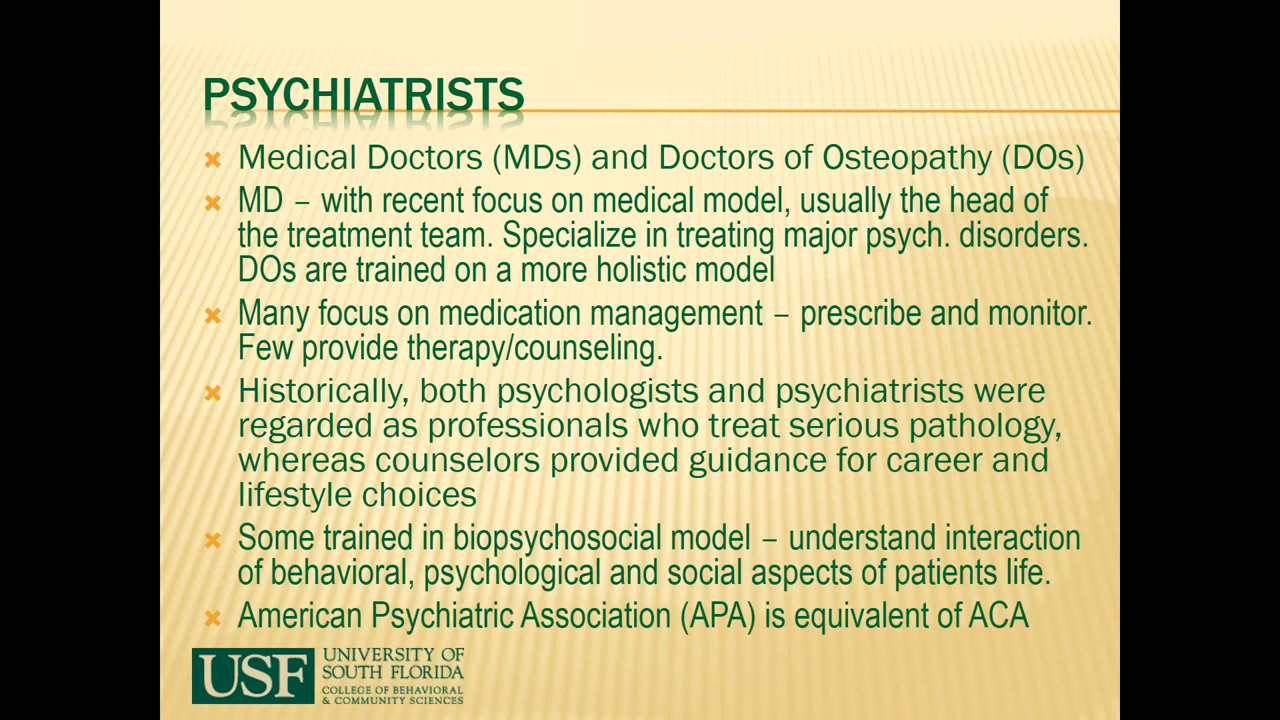 PSYCHIATRISTS
Medical Doctors (MDs) and Doctors of Osteopathy (DOs)
MD – with recent focus on medical model, usually the head of
the treatment team. Specialize in treating major psych. disorders.
DOs are trained on a more holistic model
Many focus on medication management – prescribe and monitor.
Few provide therapy/counseling.
Historically, both psychologists and psychiatrists were
regarded as professionals who treat serious pathology,
whereas counselors provided guidance for career and
lifestyle choices
Some trained in biopsychosocial model – understand interaction
of behavioral, psychological and social aspects of patients life.
American Psychiatric Association (APA) is equivalent of ACA
USF
UNIVERSITY OF
SOUTH FLORIDA
COLLEGE OF BEHAVIORAL
& COMMUNITY SCIENCES